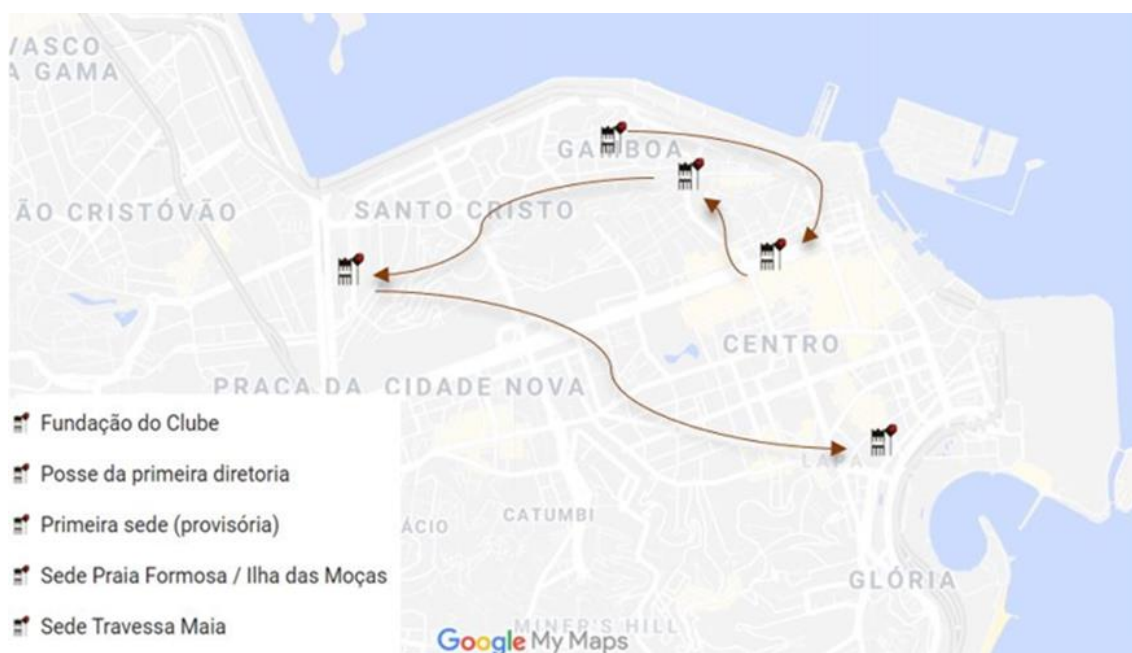 VASCO
A GAMA
GAMBOA
ÃO CRISTÓVÃO
SANTO CRISTO
CENTRO
PRAÇA DA CIDADE NOVA
Fundação do Clube
Posse da primeira diretoria
LAPA
Primeira sede (provisória)
ÁCIO
CATUMBI
Sede Praia Formosa / Ilha das Moças
GLÓRIA
Sede Travessa Maia
MINER'S HILL
Google My Maps